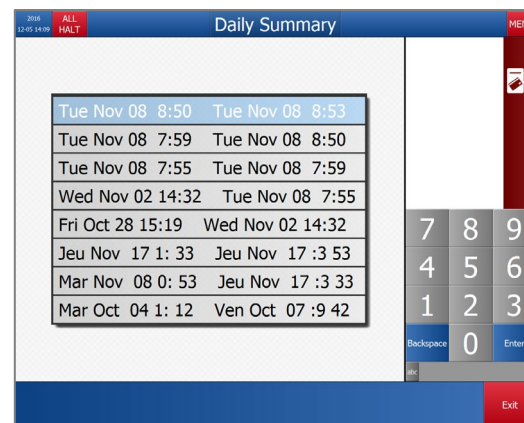 2016
12-05 14:09
ALL
HALT
Daily Summary
Tue Nov 08 8:50 Tue Nov 08 8:53
Tue Nov 08 7:59 Tue Nov 08 8:50
Tue Nov 08 7:55 Tue Nov 08 7:59
Wed Nov 02 14:32 Tue Nov 08 7:55
Fri Oct 28 15:19 Wed Nov 02 14:32
Jeu Nov 17 1: 33 Jeu Nov 17 :3 53
Mar Nov 08 0: 53 Jeu Nov 17 :3 33
Mar Oct 04 1: 12 Ven Oct 07 :9 42
7 8 9
4 5 6
1 2 3
Backspace 0 Enter
abc
Exit